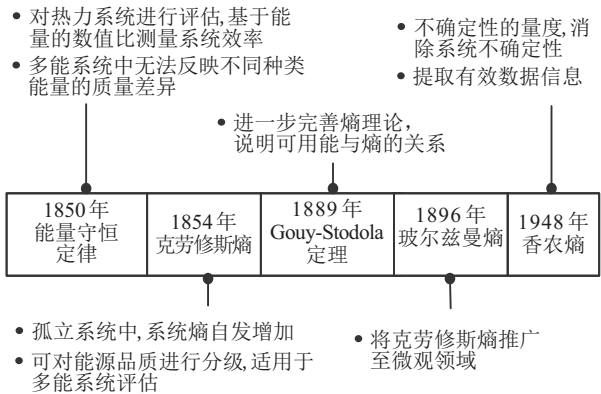 • 对热力系统进行评估,基于能
量的数值比测量系统效率
• 多能系统中无法反映不同种类
能量的质量差异
• 不确定性的量度,消
除系统不确定性
• 提取有效数据信息
• 进一步完善熵理论，
说明可用能与熵的关系
1850年
能量守恒
定律
1854年
克劳修斯熵
1889年
Gouy-Stodola
定理
1896年
玻尔兹曼熵
1948年
香农熵
• 孤立系统中,系统熵自发增加
• 可对能源品质进行分级,适用于
多能系统评估
• 将克劳修斯熵推广
至微观领域